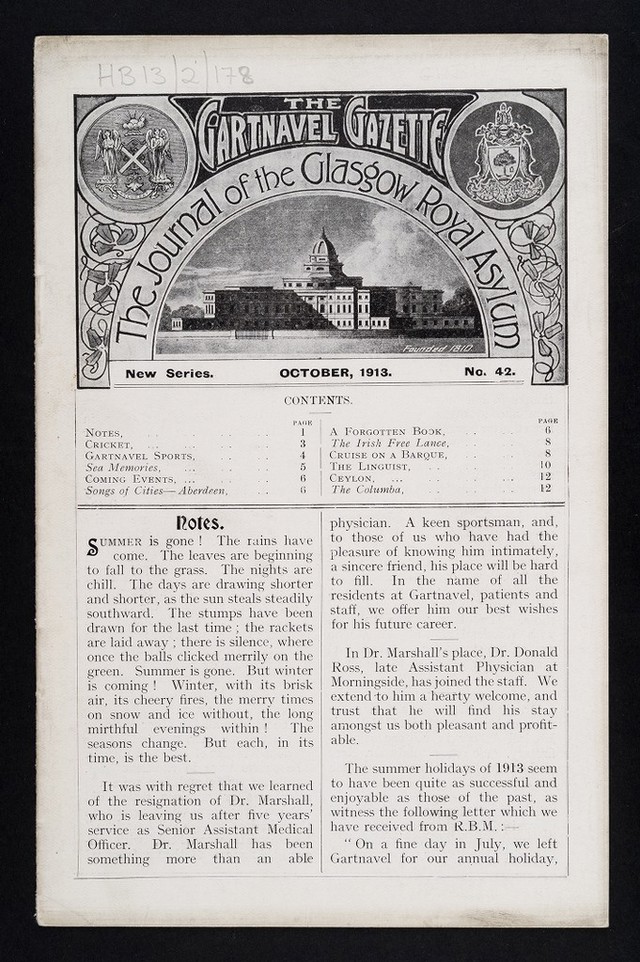 HB13/2/178
THE
GARTNAVEL GAZETTE
The Journal of the Glasgow Royal Asylum
Founded 1810.
New Series. OCTOBER, 1913. No. 42.
CONTENTS.
PAGE
NOTES, 1
CRICKET, 3
GARTNAVEL SPORTS, 4
Sea Memories, 5
COMING EVENTS, 6
Songs of Cities—Aberdeen, 6
PAGE
A FORGOTTEN BOOK, 6
The Irish Free Lance, 8
CRUISE ON A BARQUE, 8
THE LINGUIST, 10
CEYLON, 12
The Columba, 12
Notes.
SUMMER is gone! The rains have
come. The leaves are beginning
to fall to the grass. The nights are
chill. The days are drawing shorter
and shorter, as the sun steals steadily
southward. The stumps have been
drawn for the last time; the rackets
are laid away; there is silence, where
once the balls clicked merrily on the
green. Summer is gone. But winter
is coming! Winter, with its brisk
air, its cheery fires, the merry times
on snow and ice without, the long
mirthful evenings within! The
seasons change. But each, in its
time, is the best.
It was with regret that we learned
of the resignation of Dr. Marshall,
who is leaving us after five years'
service as Senior Assistant Medical
Officer. Dr. Marshall has been
something more than an able
physician. A keen sportsman, and,
to those of us who have had the
pleasure of knowing him intimately,
a sincere friend, his place will be hard
to fill. In the name of all the
residents at Gartnavel, patients and
staff, we offer him our best wishes
for his future career.
In Dr. Marshall's place, Dr. Donald
Ross, late Assistant Physician at
Morningside, has joined the staff. We
extend to him a hearty welcome, and
trust that he will find his stay
amongst us both pleasant and profit-
able.
The summer holidays of 1913 seem
to have been quite as successful and
enjoyable as those of the past, as
witness the following letter which we
have received from R.B.M.:—
"On a fine day in July, we left
Gartnavel for our annual holiday,